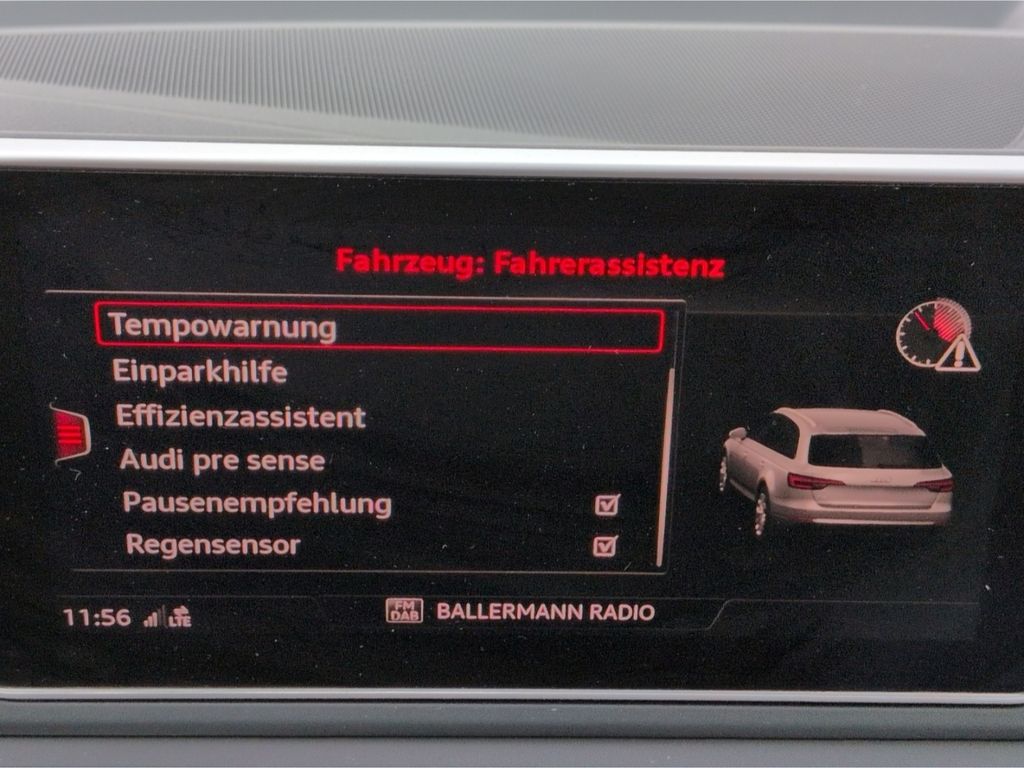 Fahrzeug: Fahrerassistenz
Tempowarnung
Einparkhilfe
Effizienzassistent
Audi pre sense
Pausenempfehlung
Regensensor
11:56 LTE
FM DAB BALLERMANN RADIO